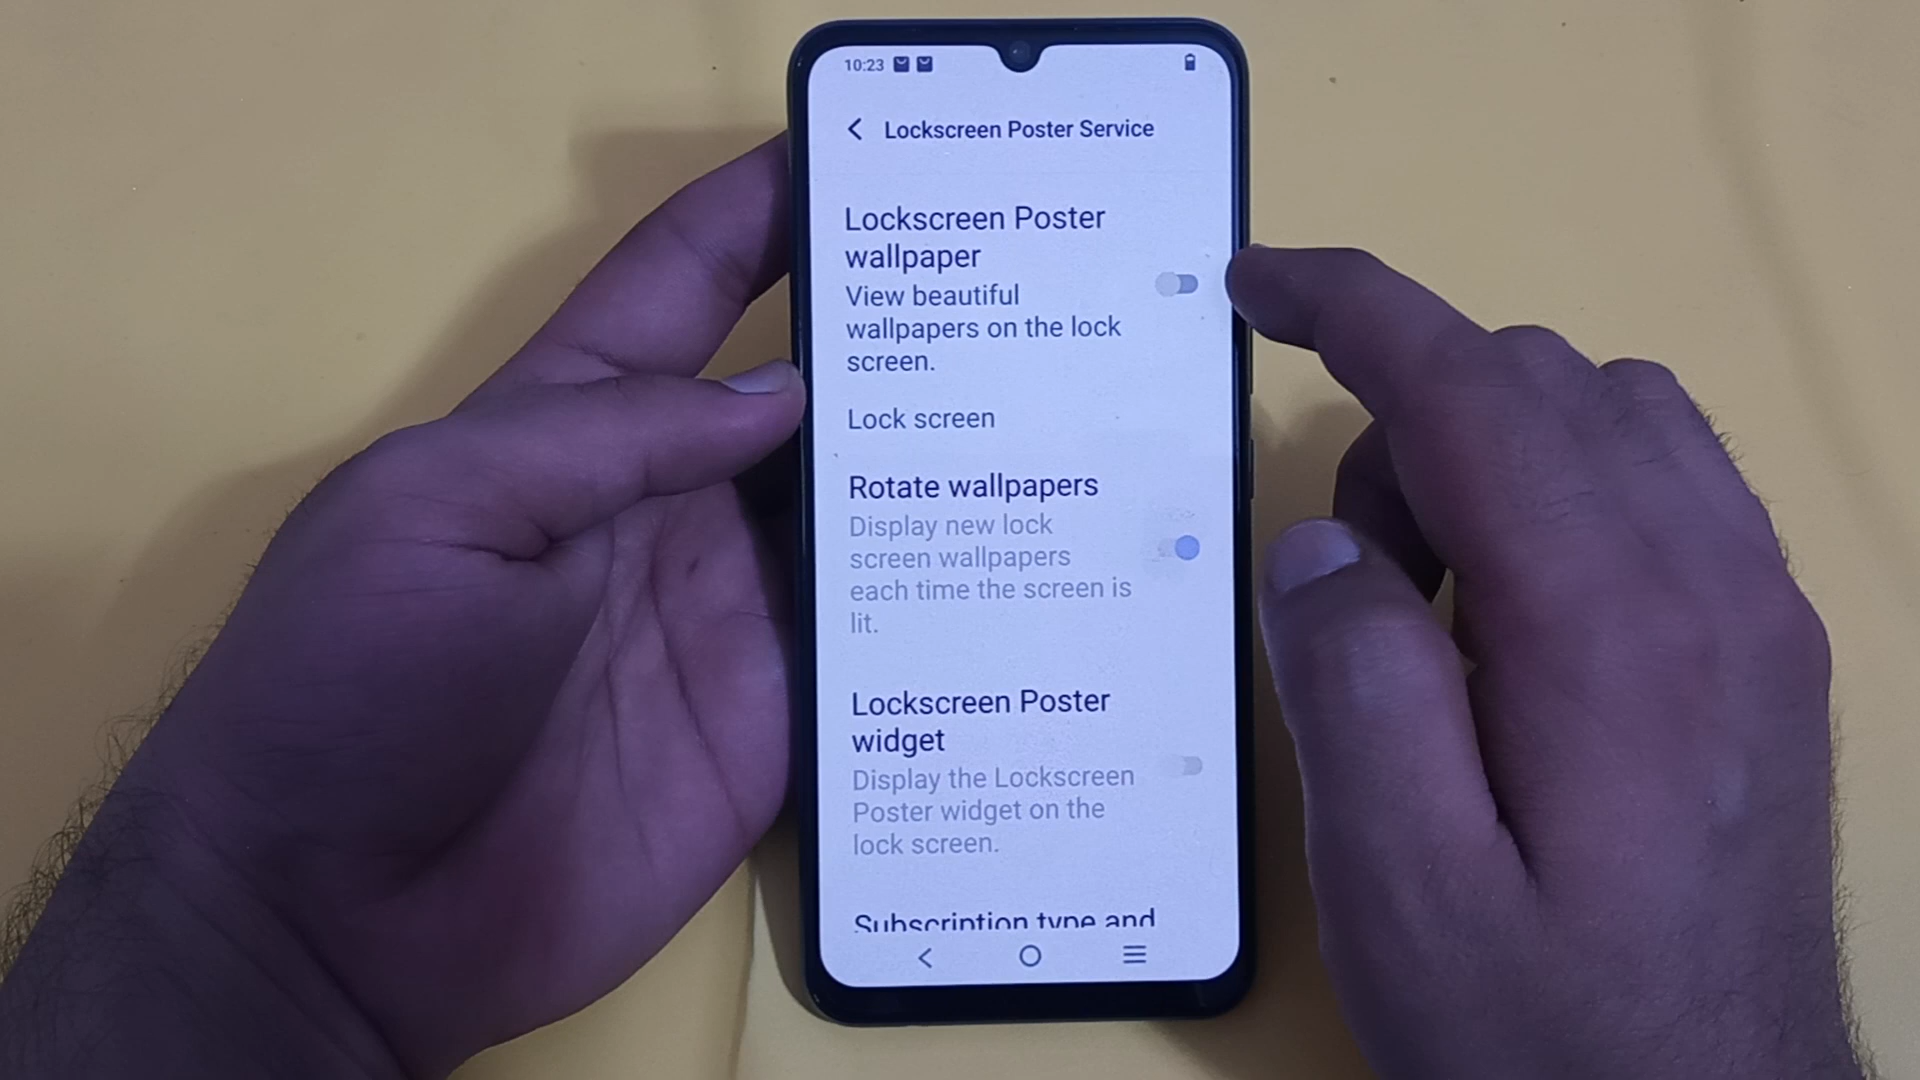 10:23
Lockscreen Poster Service
Lockscreen Poster
wallpaper
View beautiful
wallpapers on the lock
screen.
Lock screen
Rotate wallpapers
Display new lock
screen wallpapers
each time the screen is
lit.
Lockscreen Poster
widget
Display the Lockscreen
Poster widget on the
lock screen.
Subscription type and